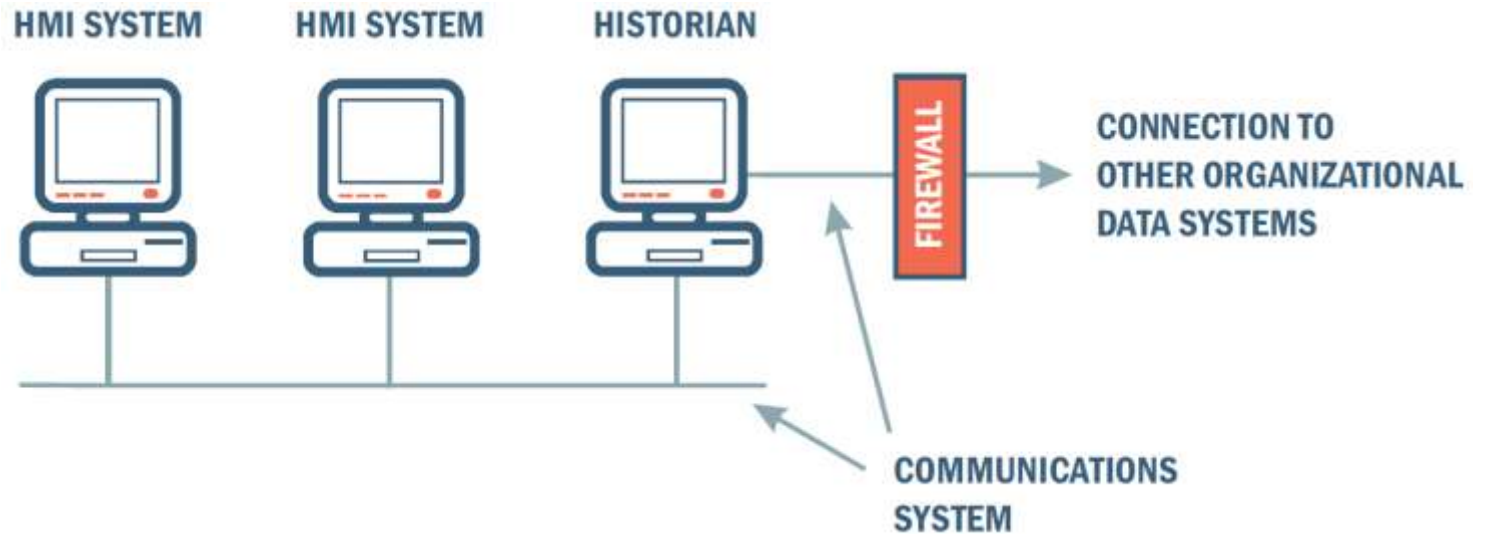 HMI SYSTEM
HMI SYSTEM
HISTORIAN
FIREWALL
CONNECTION TO
OTHER ORGANIZATIONAL
DATA SYSTEMS
COMMUNICATIONS
SYSTEM